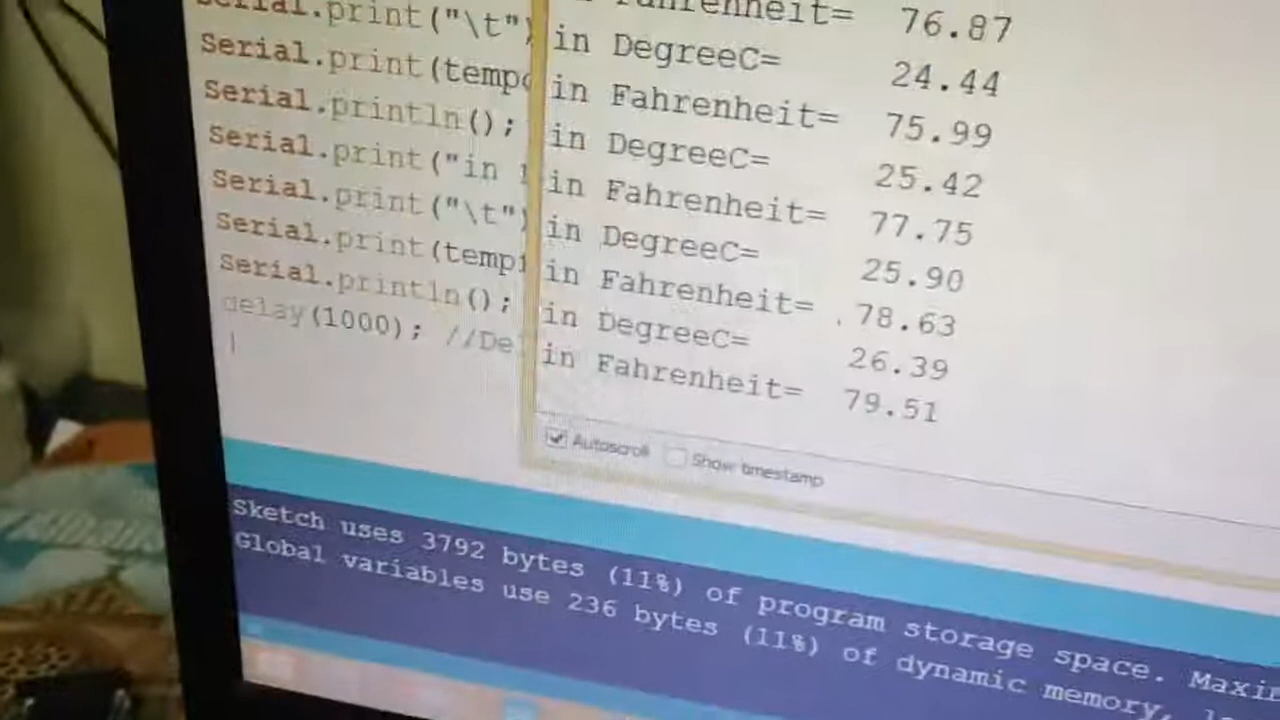 Serial.print("\t")
Serial.print(temp
Serial.println();
Serial.print("in
Serial.print("\t")
Serial.print(temp
Serial.println();
delay(1000); //De
Fahrenheit= 76.87
in DegreeC= 24.44
in Fahrenheit= 75.99
in DegreeC= 25.42
in Fahrenheit= 77.75
in DegreeC= 25.90
in Fahrenheit= 78.63
in DegreeC= 26.39
in Fahrenheit= 79.51
Autoscroll Show timestamp
Sketch uses 3792 bytes (11%) of program storage space. Maxim
Global variables use 236 bytes (11%) of dynamic memory,